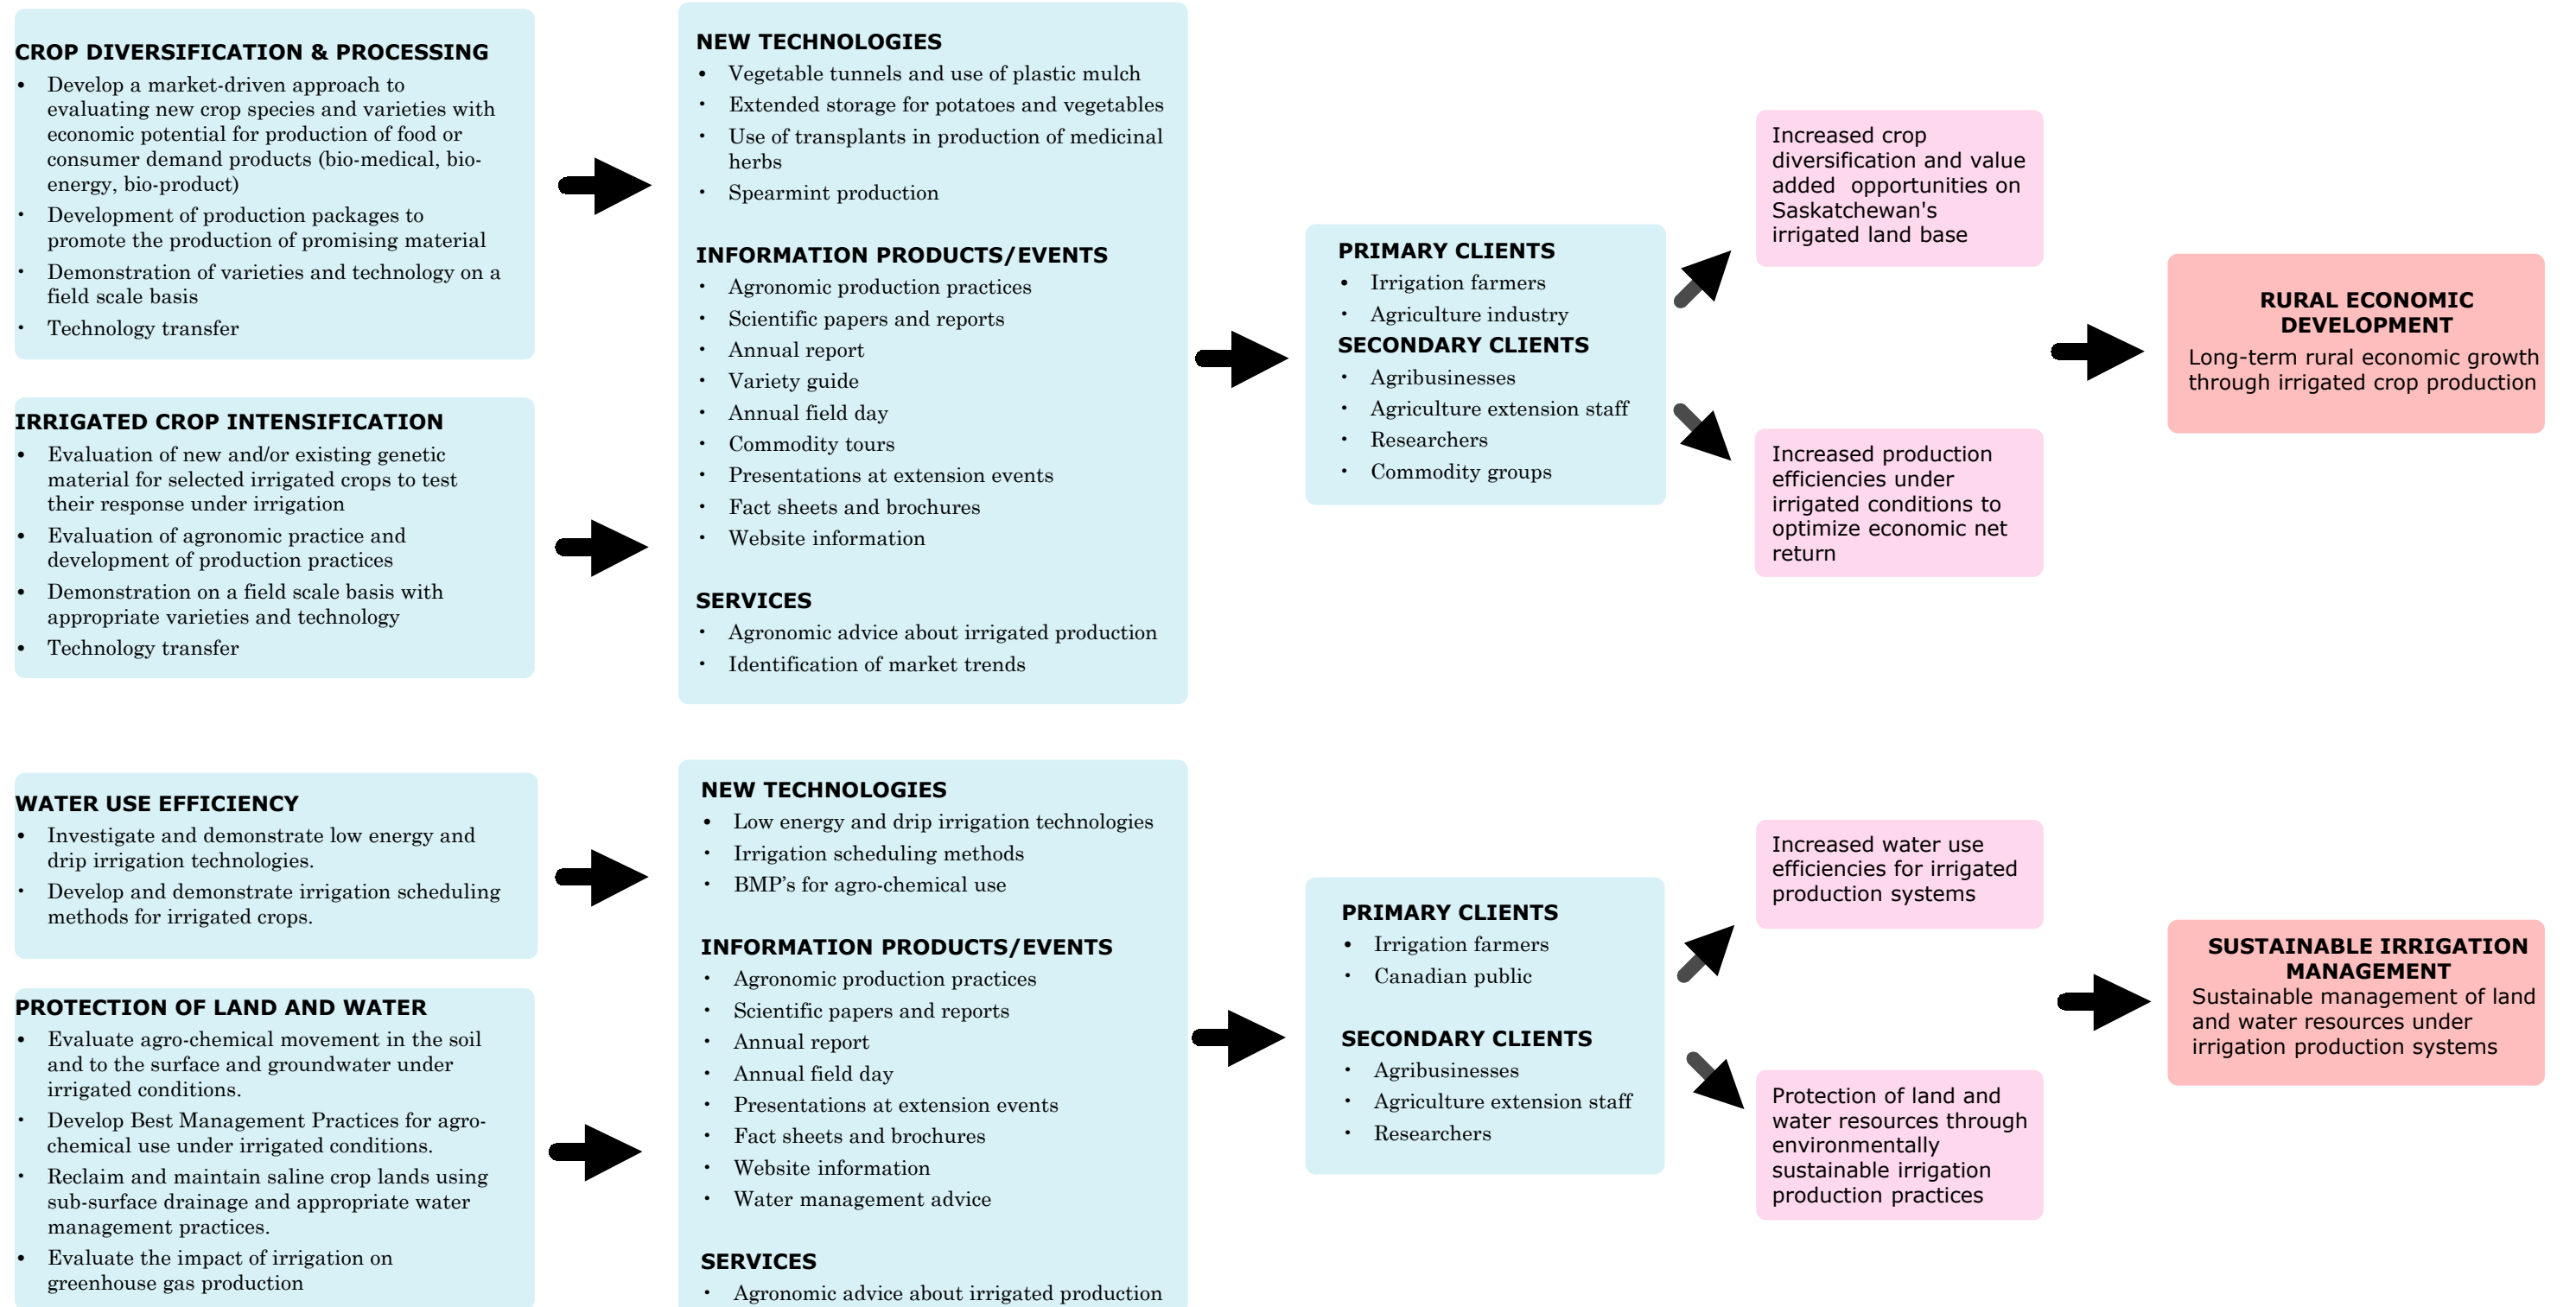 CROP DIVERSIFICATION & PROCESSING
• Develop a market-driven approach to
evaluating new crop species and varieties with
economic potential for production of food or
consumer demand products (bio-medical, bio-
energy, bio-product)
• Development of production packages to
promote the production of promising material
• Demonstration of varieties and technology on a
field scale basis
• Technology transfer
IRRIGATED CROP INTENSIFICATION
• Evaluation of new and/or existing genetic
material for selected irrigated crops to test
their response under irrigation
• Evaluation of agronomic practice and
development of production practices
• Demonstration on a field scale basis with
appropriate varieties and technology
• Technology transfer
NEW TECHNOLOGIES
• Vegetable tunnels and use of plastic mulch
• Extended storage for potatoes and vegetables
• Use of transplants in production of medicinal
herbs
• Spearmint production
INFORMATION PRODUCTS/EVENTS
• Agronomic production practices
• Scientific papers and reports
• Annual report
• Variety guide
• Annual field day
• Commodity tours
• Presentations at extension events
• Fact sheets and brochures
• Website information
SERVICES
• Agronomic advice about irrigated production
• Identification of market trends
PRIMARY CLIENTS
• Irrigation farmers
• Agriculture industry
SECONDARY CLIENTS
• Agribusinesses
• Agriculture extension staff
• Researchers
• Commodity groups
Increased crop
diversification and value
added opportunities on
Saskatchewan's
irrigated land base
Increased production
efficiencies under
irrigated conditions to
optimize economic net
return
RURAL ECONOMIC
DEVELOPMENT
Long-term rural economic growth
through irrigated crop production
WATER USE EFFICIENCY
• Investigate and demonstrate low energy and
drip irrigation technologies.
• Develop and demonstrate irrigation scheduling
methods for irrigated crops.
PROTECTION OF LAND AND WATER
• Evaluate agro-chemical movement in the soil
and to the surface and groundwater under
irrigated conditions.
• Develop Best Management Practices for agro-
chemical use under irrigated conditions.
• Reclaim and maintain saline crop lands using
sub-surface drainage and appropriate water
management practices.
• Evaluate the impact of irrigation on
greenhouse gas production
NEW TECHNOLOGIES
• Low energy and drip irrigation technologies
• Irrigation scheduling methods
• BMP's for agro-chemical use
INFORMATION PRODUCTS/EVENTS
• Agronomic production practices
• Scientific papers and reports
• Annual report
• Annual field day
• Presentations at extension events
• Fact sheets and brochures
• Website information
• Water management advice
SERVICES
• Agronomic advice about irrigated production
PRIMARY CLIENTS
• Irrigation farmers
• Canadian public
SECONDARY CLIENTS
• Agribusinesses
• Agriculture extension staff
• Researchers
Increased water use
efficiencies for irrigated
production systems
Protection of land and
water resources through
environmentally
sustainable irrigation
production practices
SUSTAINABLE IRRIGATION
MANAGEMENT
Sustainable management of land
and water resources under
irrigation production systems